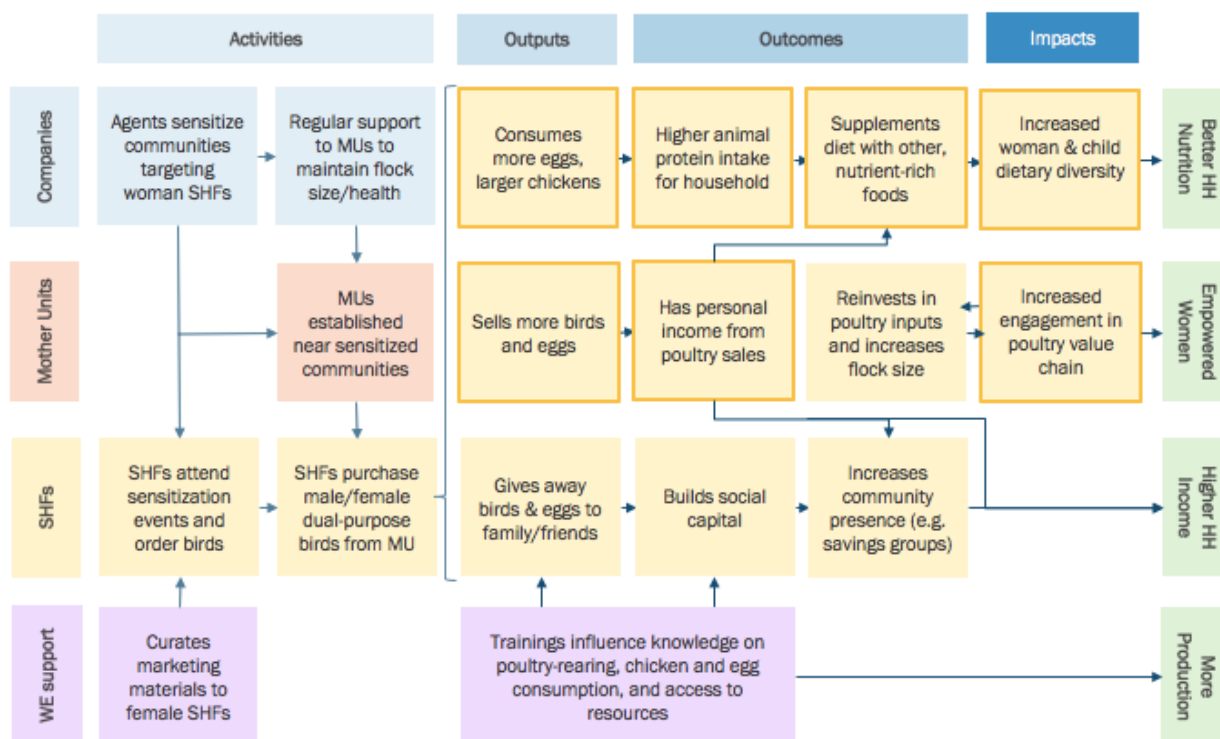 Activities
Outputs
Outcomes
Impacts
Companies
Agents sensitize
communities
targeting
woman SHFs
Regular support
to MUs to
maintain flock
size/health
Consumes
more eggs,
larger chickens
Higher animal
protein intake
for household
Supplements
diet with other,
nutrient-rich
foods
Increased
woman & child
dietary diversity
Better HH
Nutrition
Mother Units
MUs
established
near sensitized
communities
Sells more birds
and eggs
Has personal
income from
poultry sales
Reinvests in
poultry inputs
and increases
flock size
Increased
engagement in
poultry value
chain
Empowered
Women
SHFs
SHFs attend
sensitization
events and
order birds
SHFs purchase
male/female
dual-purpose
birds from MU
Gives away
birds & eggs to
family/friends
Builds social
capital
Increases
community
presence (e.g.
savings groups)
Higher HH
Income
WE support
Curates
marketing
materials to
female SHFs
Trainings influence knowledge on
poultry-rearing, chicken and egg
consumption, and access to
resources
More
Production